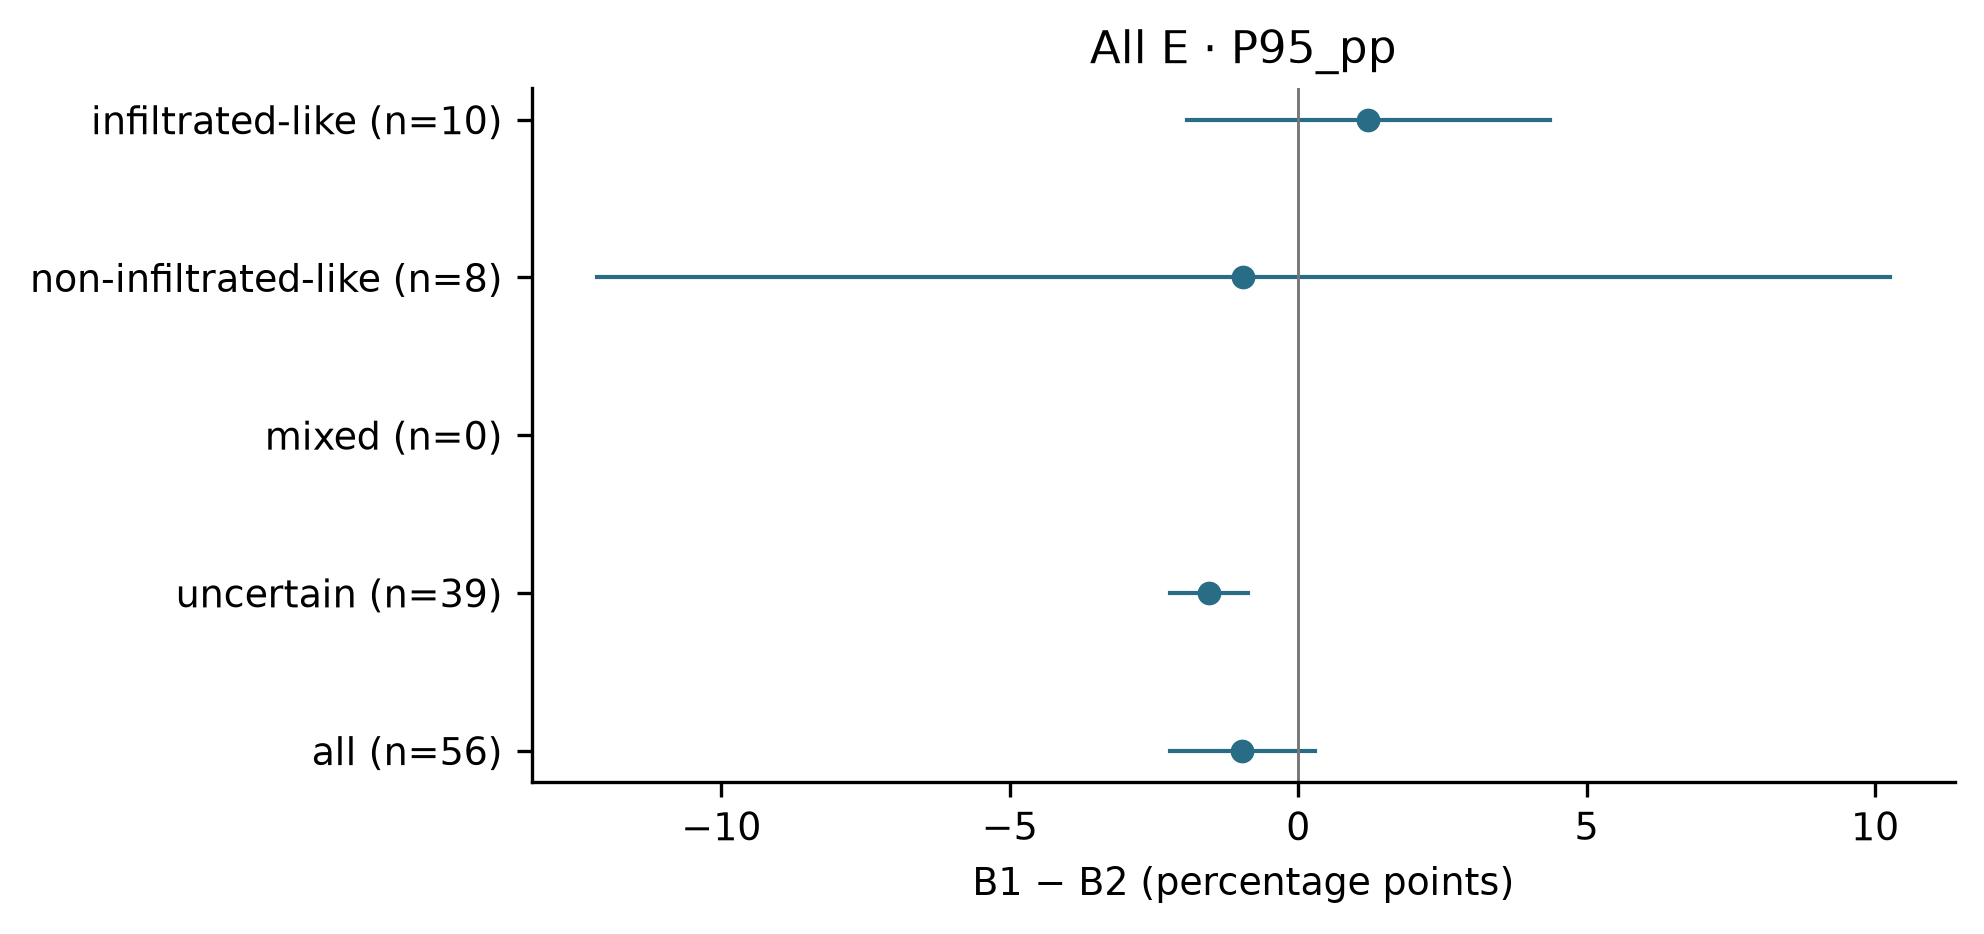 All E · P95_pp
infiltrated-like (n=10)
non-infiltrated-like (n=8)
mixed (n=0)
uncertain (n=39)
all (n=56)
−10 −5 0 5 10
B1 − B2 (percentage points)